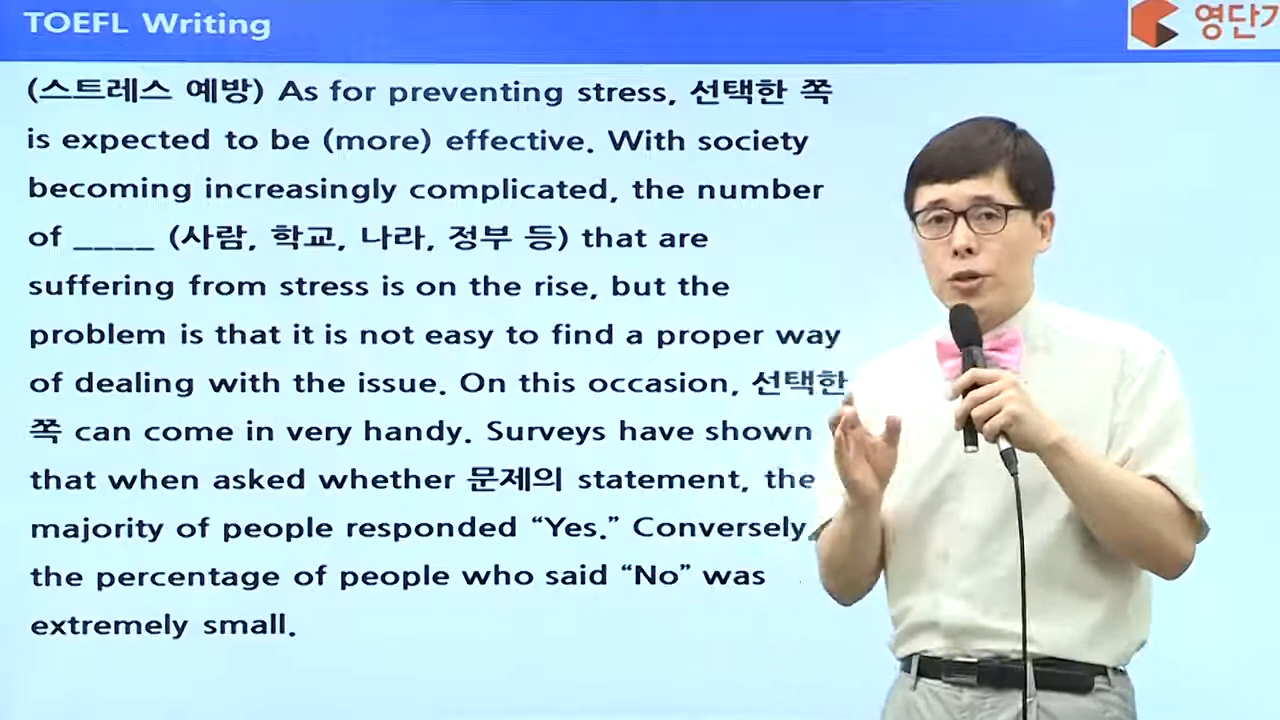 TOEFL Writing
영단기
(스트레스 예방) As for preventing stress, 선택한 쪽
is expected to be (more) effective. With society
becoming increasingly complicated, the number
of ____ (사람, 학교, 나라, 정부 등) that are
suffering from stress is on the rise, but the
problem is that it is not easy to find a proper way
of dealing with the issue. On this occasion, 선택한
쪽 can come in very handy. Surveys have shown
that when asked whether 문제의 statement, the
majority of people responded “Yes.” Conversely,
the percentage of people who said “No” was
extremely small.